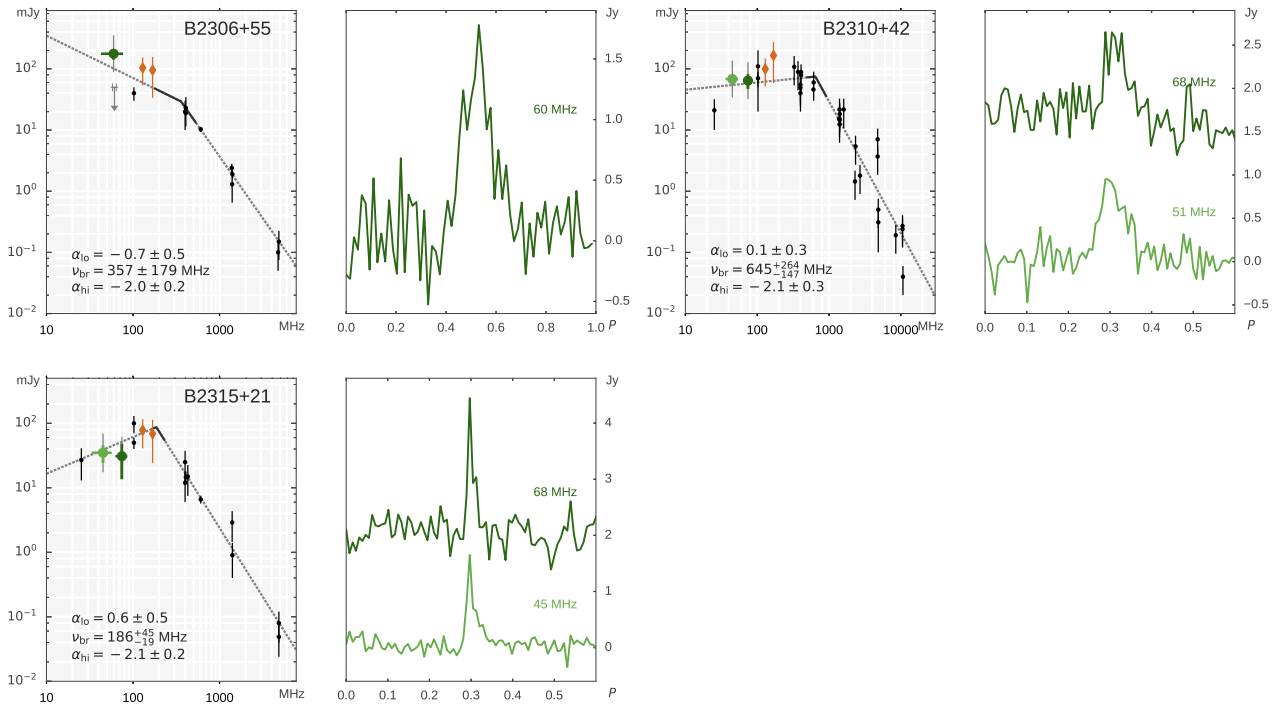 mJy
B2306+55
10²
10¹
10⁰
10⁻¹
10⁻²
α_lo = −0.7 ± 0.5
ν_br = 357 ± 179 MHz
α_hi = −2.0 ± 0.2
10 100 1000 MHz
Jy
60 MHz
1.5
1.0
0.5
0.0
−0.5
0.0 0.2 0.4 0.6 0.8 1.0 P
mJy
B2310+42
10²
10¹
10⁰
10⁻¹
10⁻²
α_lo = 0.1 ± 0.3
ν_br = 645 +264 −147 MHz
α_hi = −2.1 ± 0.3
10 100 1000 10000 MHz
Jy
68 MHz
51 MHz
2.5
2.0
1.5
1.0
0.5
0.0
−0.5
0.0 0.1 0.2 0.3 0.4 0.5 P
mJy
B2315+21
10²
10¹
10⁰
10⁻¹
10⁻²
α_lo = 0.6 ± 0.5
ν_br = 186 +45 −19 MHz
α_hi = −2.1 ± 0.2
10 100 1000 MHz
Jy
68 MHz
45 MHz
4
3
2
1
0
0.0 0.1 0.2 0.3 0.4 0.5 P